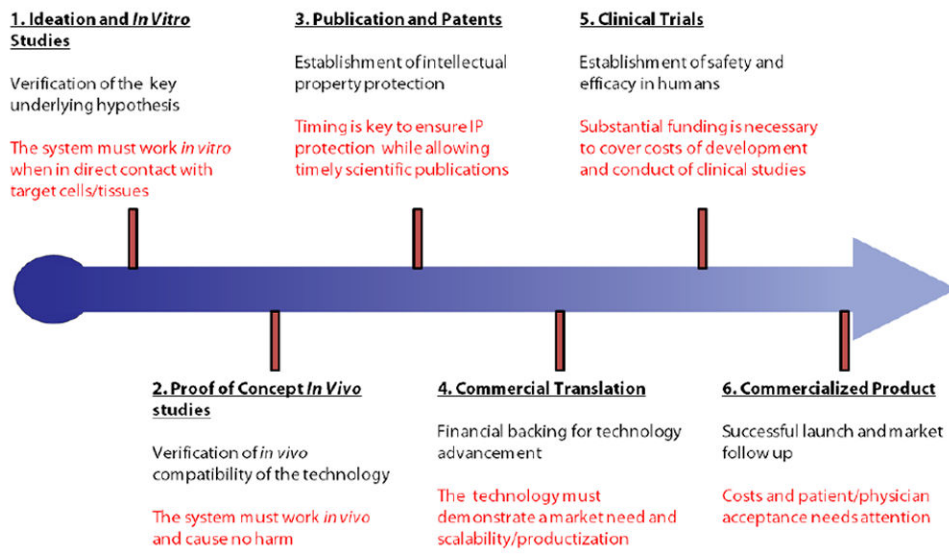 1. Ideation and In Vitro
Studies
Verification of the key
underlying hypothesis
The system must work in vitro
when in direct contact with
target cells/tissues
3. Publication and Patents
Establishment of intellectual
property protection
Timing is key to ensure IP
protection while allowing
timely scientific publications
5. Clinical Trials
Establishment of safety and
efficacy in humans
Substantial funding is necessary
to cover costs of development
and conduct of clinical studies
2. Proof of Concept In Vivo
studies
Verification of in vivo
compatibility of the technology
The system must work in vivo
and cause no harm
4. Commercial Translation
Financial backing for technology
advancement
The technology must
demonstrate a market need and
scalability/productization
6. Commercialized Product
Successful launch and market
follow up
Costs and patient/physician
acceptance needs attention